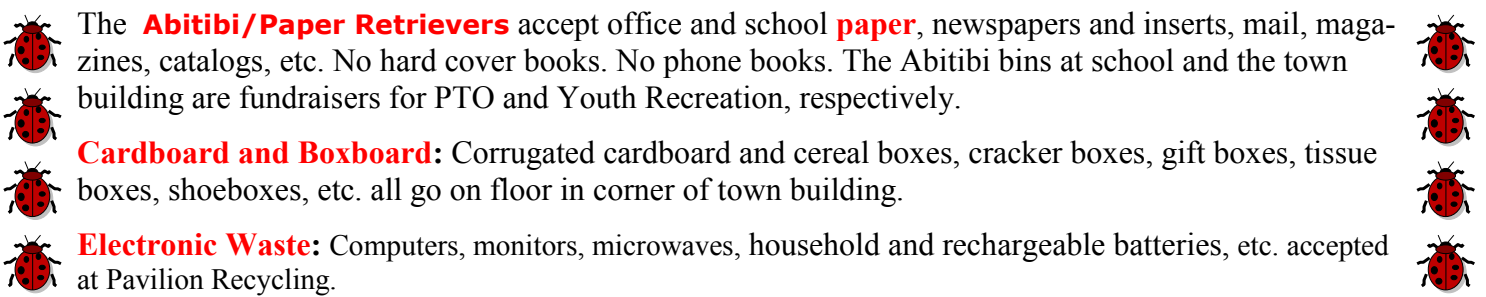 The Abitibi/Paper Retrievers accept office and school paper, newspapers and inserts, mail, maga-
zines, catalogs, etc. No hard cover books. No phone books. The Abitibi bins at school and the town
building are fundraisers for PTO and Youth Recreation, respectively.
Cardboard and Boxboard: Corrugated cardboard and cereal boxes, cracker boxes, gift boxes, tissue
boxes, shoeboxes, etc. all go on floor in corner of town building.
Electronic Waste: Computers, monitors, microwaves, household and rechargeable batteries, etc. accepted
at Pavilion Recycling.